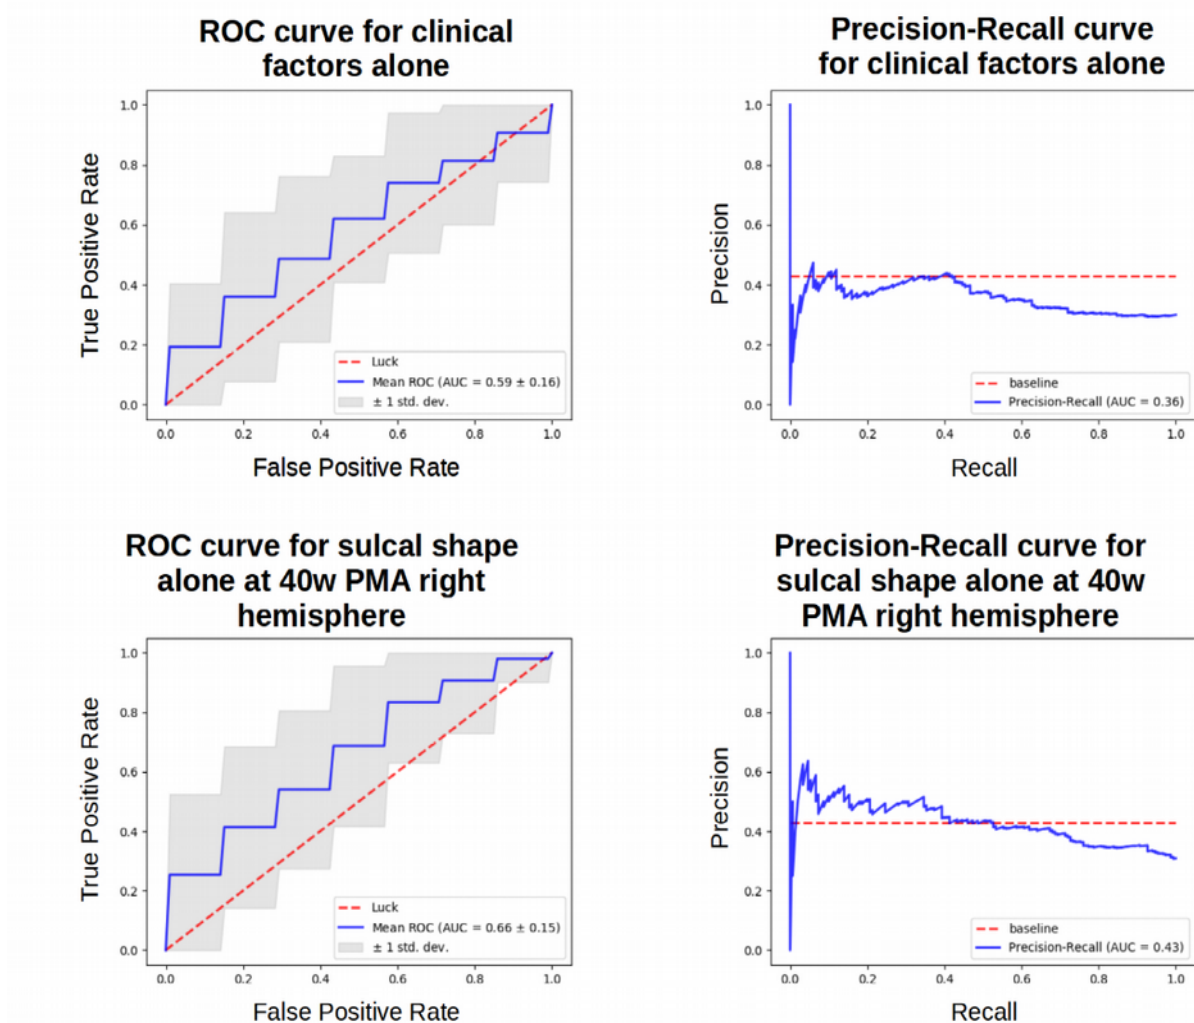 ROC curve for clinical
factors alone
1.0
0.8
0.6
0.4
0.2
0.0
True Positive Rate
Luck
Mean ROC (AUC = 0.59 ± 0.16)
± 1 std. dev.
0.0 0.2 0.4 0.6 0.8 1.0
False Positive Rate
Precision-Recall curve
for clinical factors alone
1.0
0.8
0.6
0.4
0.2
0.0
Precision
baseline
Precision-Recall (AUC = 0.36)
0.0 0.2 0.4 0.6 0.8 1.0
Recall
ROC curve for sulcal shape
alone at 40w PMA right
hemisphere
1.0
0.8
0.6
0.4
0.2
0.0
True Positive Rate
Luck
Mean ROC (AUC = 0.66 ± 0.15)
± 1 std. dev.
0.0 0.2 0.4 0.6 0.8 1.0
False Positive Rate
Precision-Recall curve for
sulcal shape alone at 40w
PMA right hemisphere
1.0
0.8
0.6
0.4
0.2
0.0
Precision
baseline
Precision-Recall (AUC = 0.43)
0.0 0.2 0.4 0.6 0.8 1.0
Recall